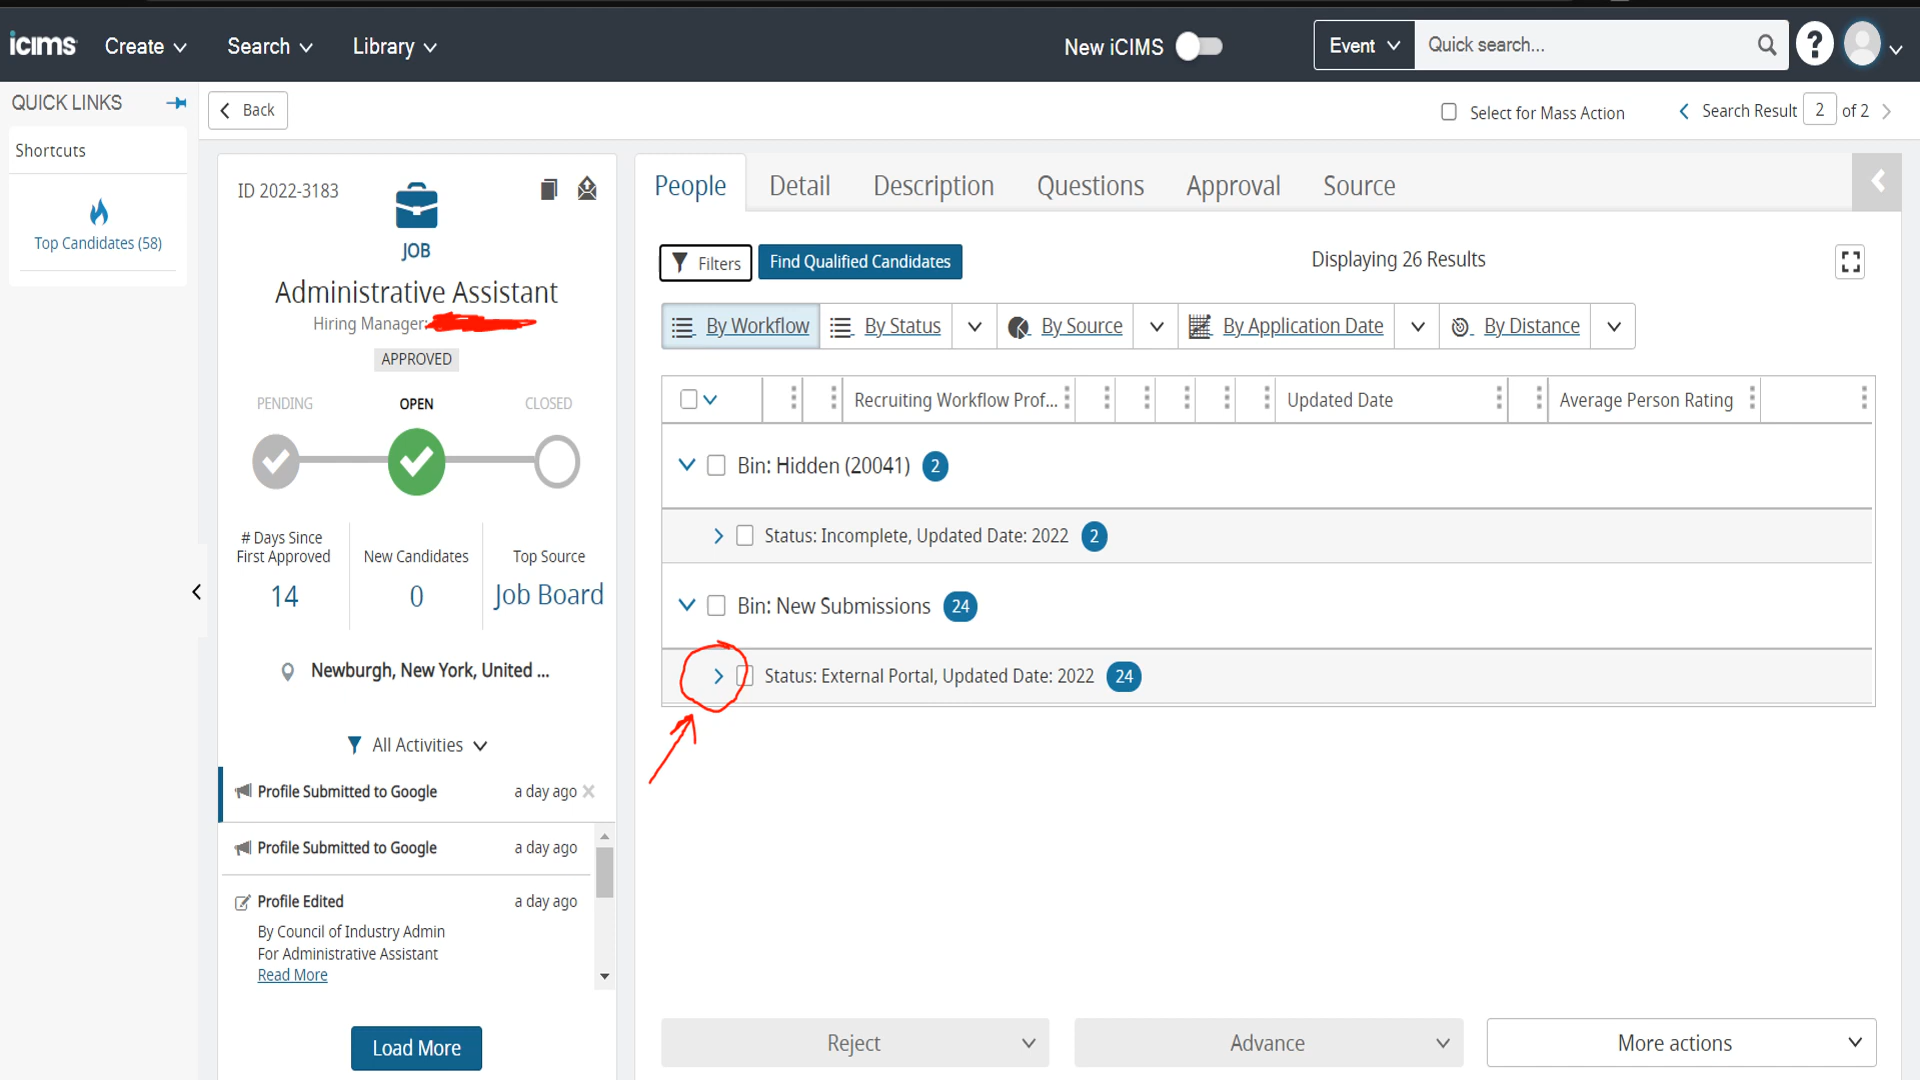 iCIMS Create Search Library New iCIMS Event Quick search... ?
QUICK LINKS
Back
Select for Mass Action Search Result 2 of 2
Shortcuts
Top Candidates (58)
ID 2022-3183
JOB
Administrative Assistant
Hiring Manager:
APPROVED
PENDING OPEN CLOSED
# Days Since First Approved
14
New Candidates
0
Top Source
Job Board
Newburgh, New York, United ...
All Activities
Profile Submitted to Google a day ago
Profile Submitted to Google a day ago
Profile Edited a day ago
By Council of Industry Admin
For Administrative Assistant
Read More
Load More
People Detail Description Questions Approval Source
Filters Find Qualified Candidates Displaying 26 Results
By Workflow By Status By Source By Application Date By Distance
Recruiting Workflow Prof... Updated Date Average Person Rating
Bin: Hidden (20041) 2
Status: Incomplete, Updated Date: 2022 2
Bin: New Submissions 24
Status: External Portal, Updated Date: 2022 24
Reject Advance More actions